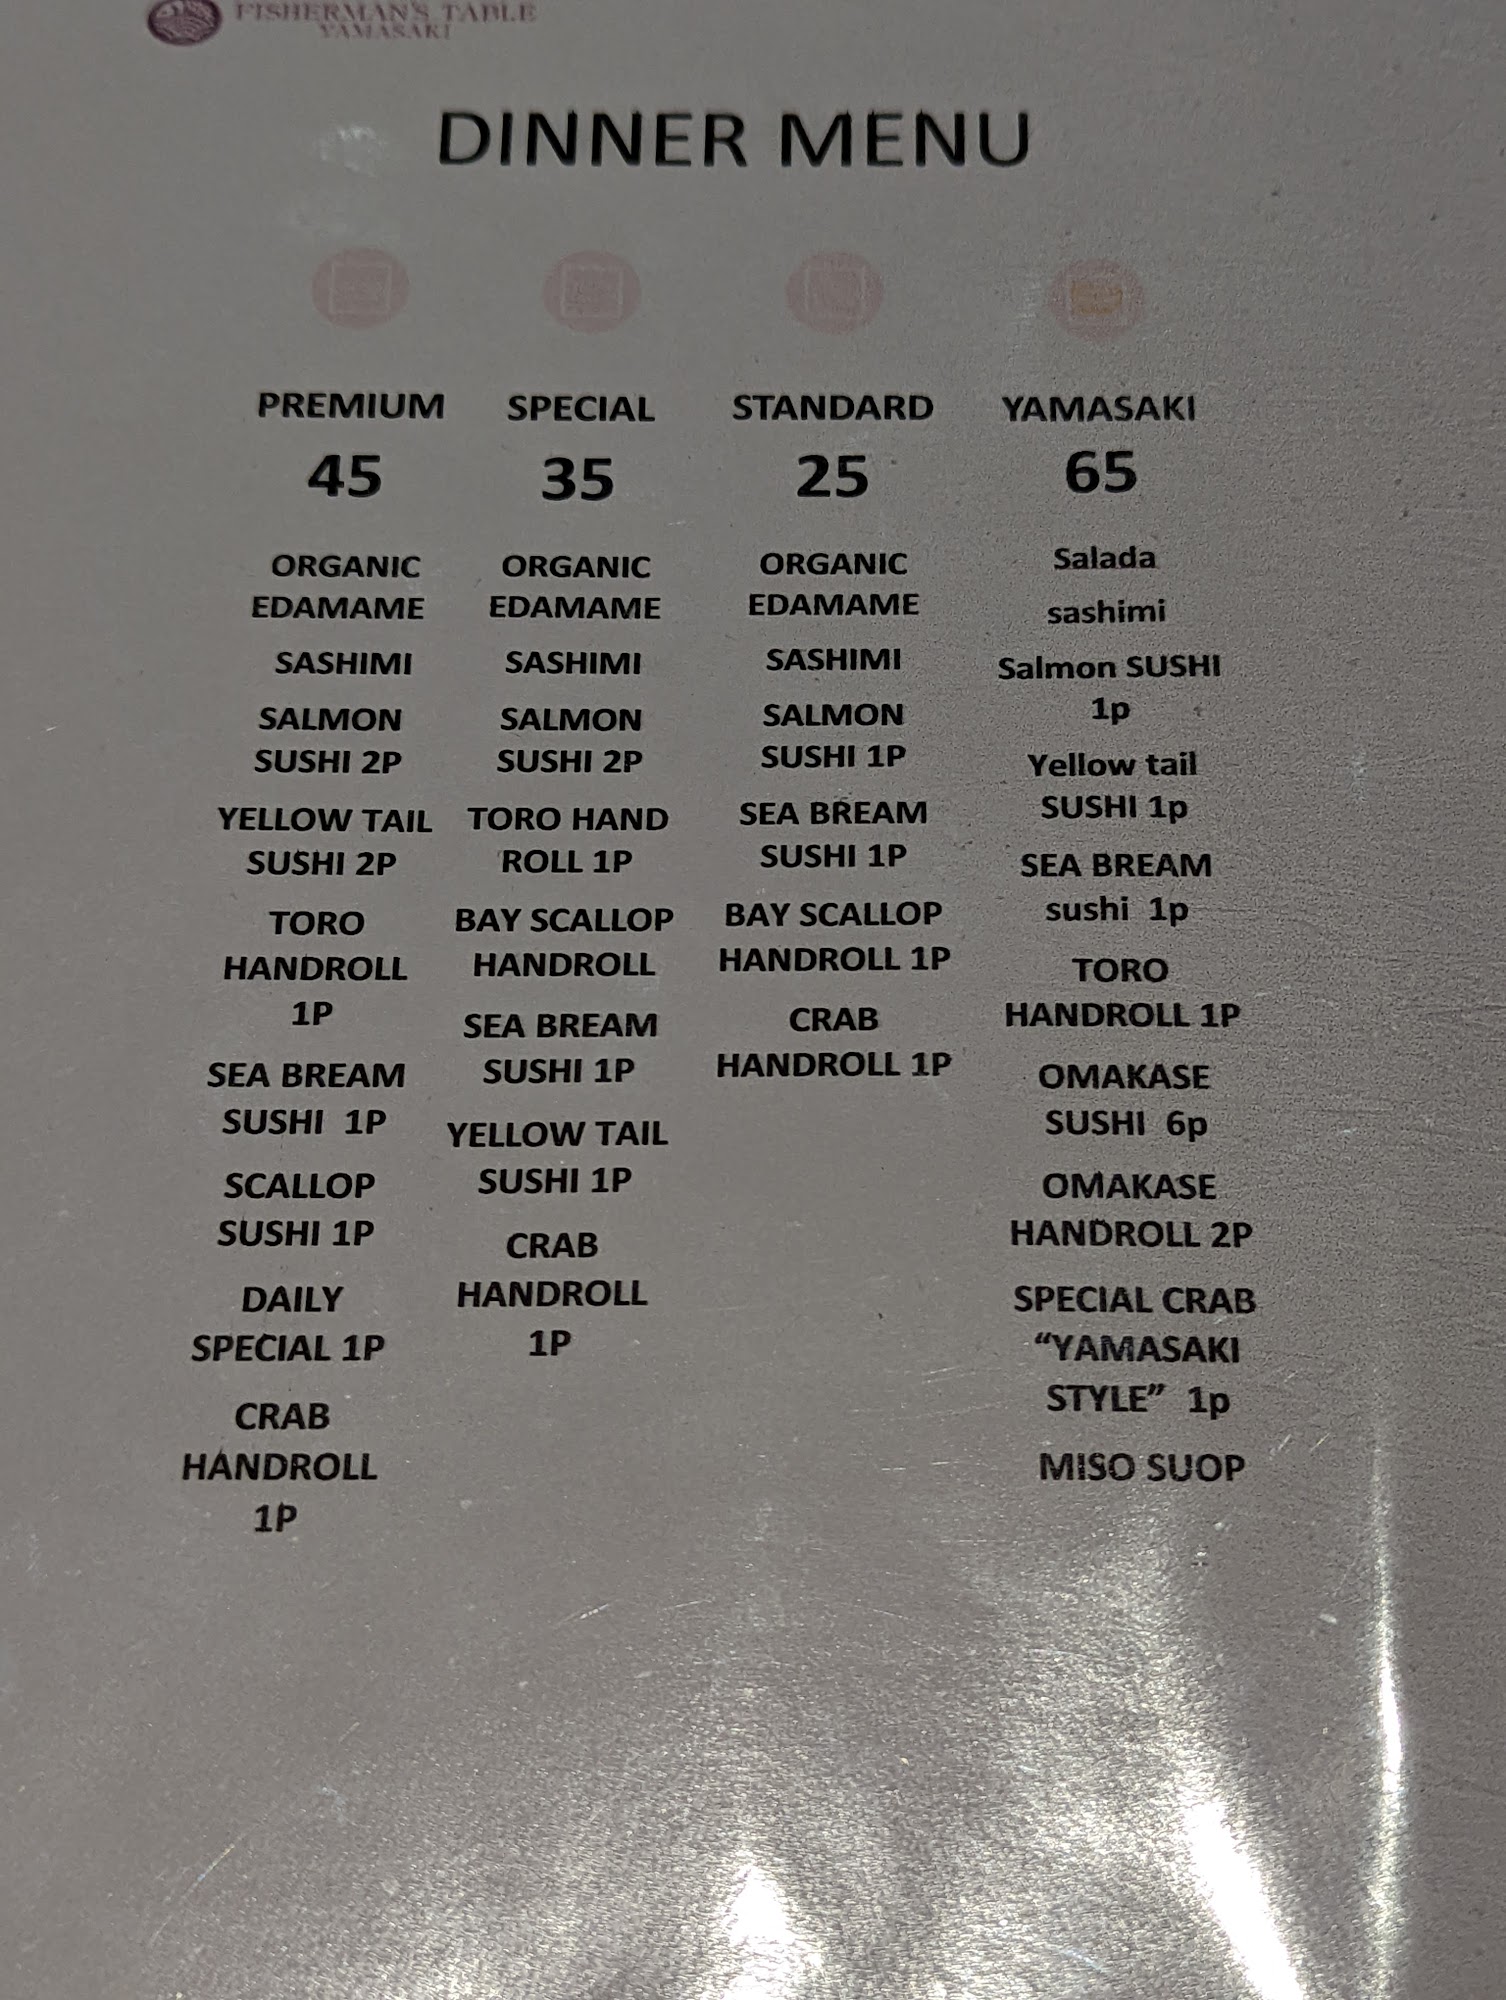 FISHERMAN'S TABLE
YAMASAKI
DINNER MENU
PREMIUM
45
ORGANIC
EDAMAME
SASHIMI
SALMON
SUSHI 2P
YELLOW TAIL
SUSHI 2P
TORO
HANDROLL
1P
SEA BREAM
SUSHI 1P
SCALLOP
SUSHI 1P
DAILY
SPECIAL 1P
CRAB
HANDROLL
1P
SPECIAL
35
ORGANIC
EDAMAME
SASHIMI
SALMON
SUSHI 2P
TORO HAND
ROLL 1P
BAY SCALLOP
HANDROLL
SEA BREAM
SUSHI 1P
YELLOW TAIL
SUSHI 1P
CRAB
HANDROLL
1P
STANDARD
25
ORGANIC
EDAMAME
SASHIMI
SALMON
SUSHI 1P
SEA BREAM
SUSHI 1P
BAY SCALLOP
HANDROLL 1P
CRAB
HANDROLL 1P
YAMASAKI
65
Salada
sashimi
Salmon SUSHI
1p
Yellow tail
SUSHI 1p
SEA BREAM
sushi 1p
TORO
HANDROLL 1P
OMAKASE
SUSHI 6p
OMAKASE
HANDROLL 2P
SPECIAL CRAB
“YAMASAKI
STYLE” 1p
MISO SUOP